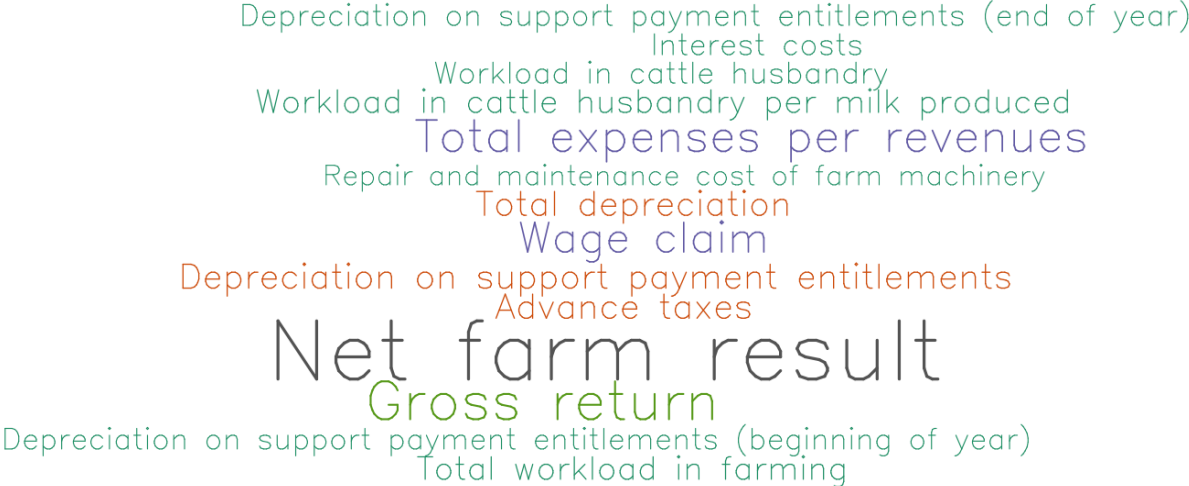 Depreciation on support payment entitlements (end of year)
Interest costs
Workload in cattle husbandry
Workload in cattle husbandry per milk produced
Total expenses per revenues
Repair and maintenance cost of farm machinery
Total depreciation
Wage claim
Depreciation on support payment entitlements
Advance taxes
Net farm result
Gross return
Depreciation on support payment entitlements (beginning of year)
Total workload in farming